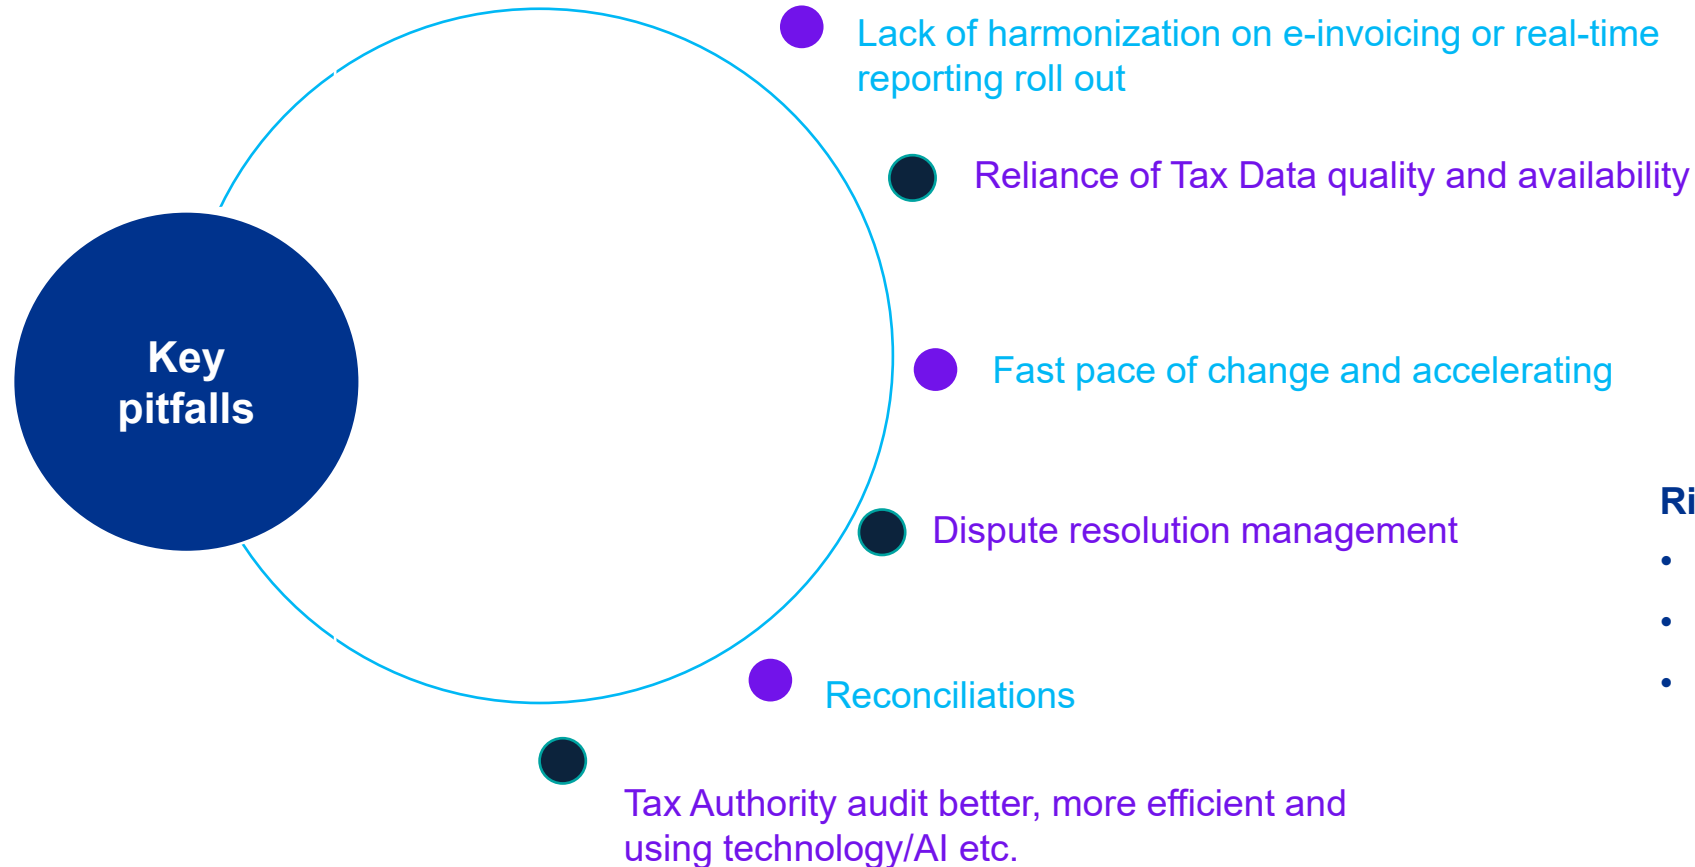 Lack of harmonization on e-invoicing or real-time
reporting roll out
Reliance of Tax Data quality and availability
Key
pitfalls
Fast pace of change and accelerating
Ri
•
Dispute resolution management
•
•
Reconciliations
Tax Authority audit better, more efficient and
using technology/AI etc.